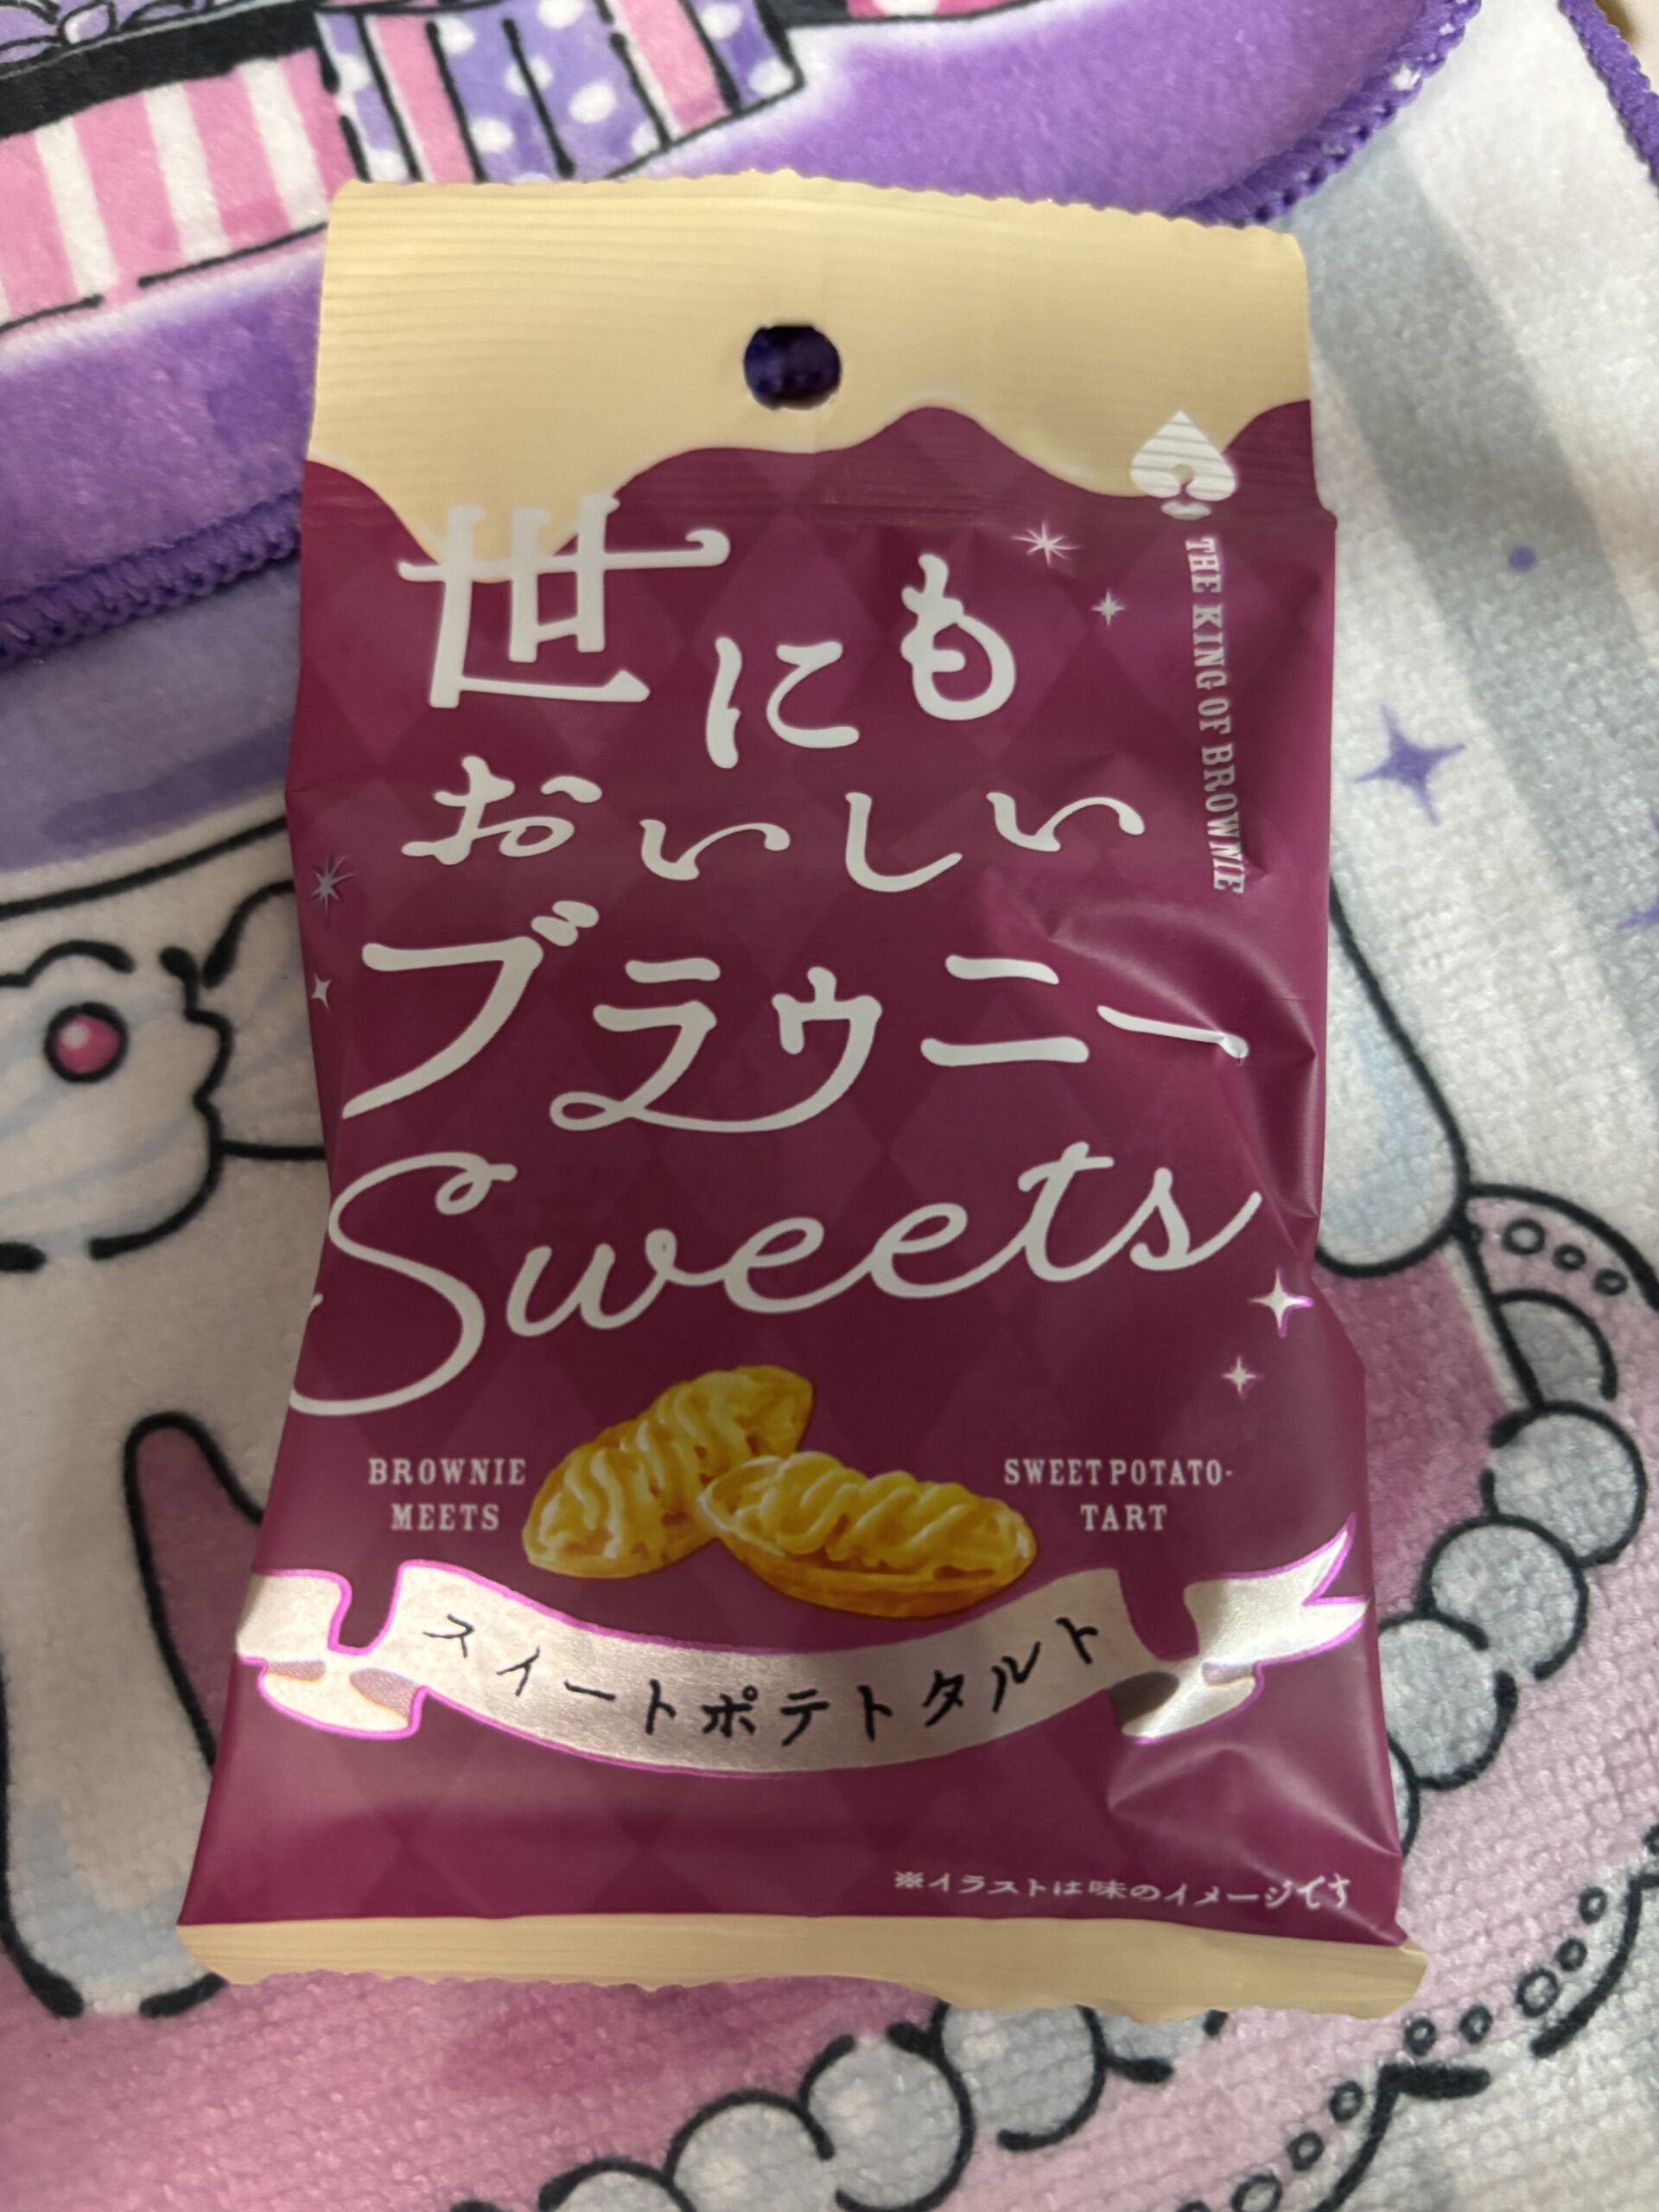 世にも
おいしい
ブラウニー
Sweets
THE KING OF BROWNIE
BROWNIE
MEETS
SWEET POTATO-
TART
スイートポテトタルト
※イラストは味のイメージです